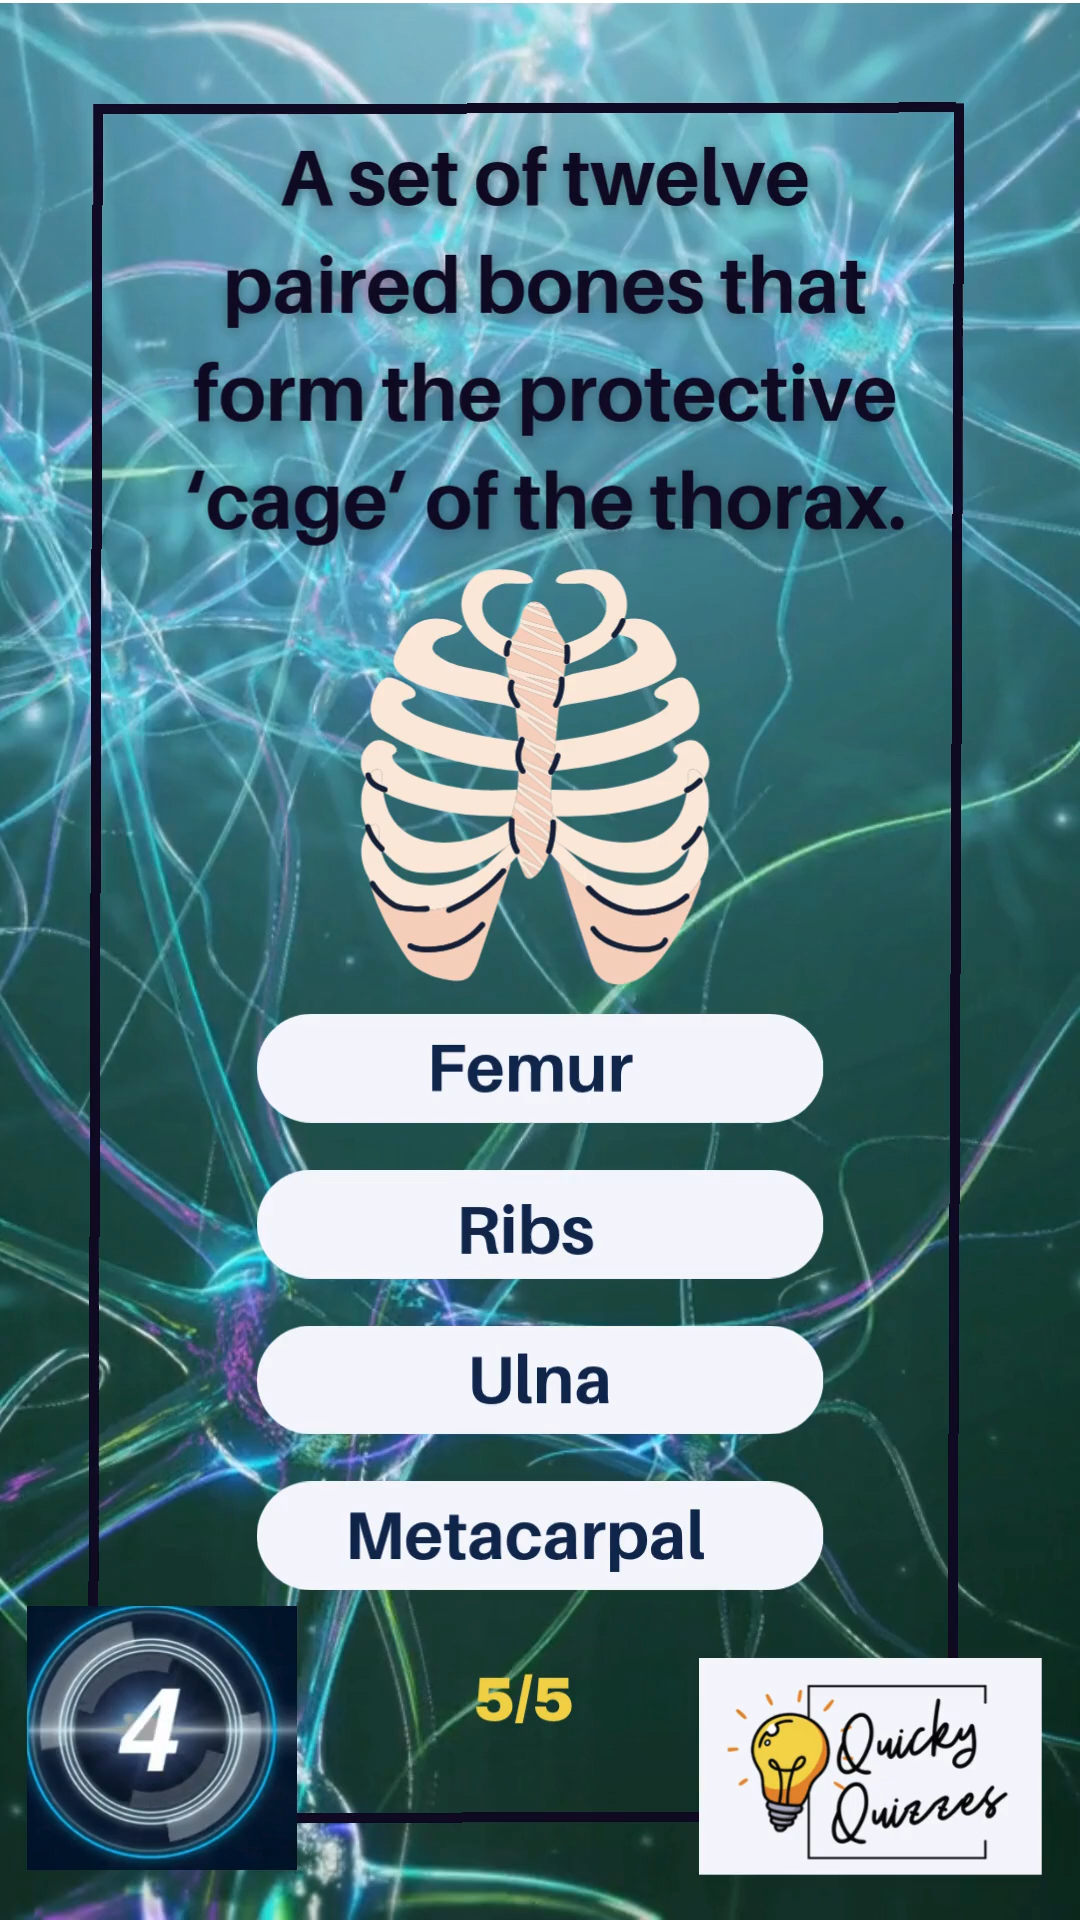 A set of twelve
paired bones that
form the protective
‘cage’ of the thorax.
Femur
Ribs
Ulna
Metacarpal
4
5/5
Quicky
Quizzes